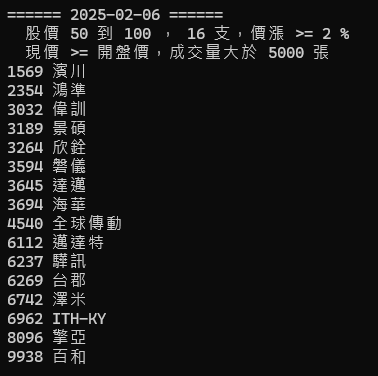 ====== 2025-02-06 ======
股價 50 到 100 , 16 支，價漲 >= 2 %
現價 >= 開盤價，成交量大於 5000 張
1569 濱川
2354 鴻準
3032 偉訓
3189 景碩
3264 欣銓
3594 磐儀
3645 達邁
3694 海華
4540 全球傳動
6112 邁達特
6237 驊訊
6269 台郡
6742 澤米
6962 ITH-KY
8096 擎亞
9938 百和